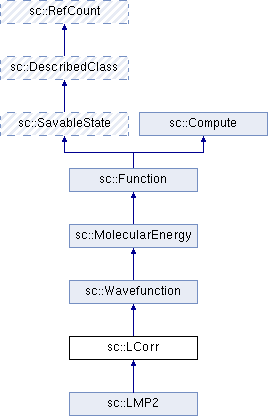 sc::RefCount
sc::DescribedClass
sc::SavableState
sc::Compute
sc::Function
sc::MolecularEnergy
sc::Wavefunction
sc::LCorr
sc::LMP2